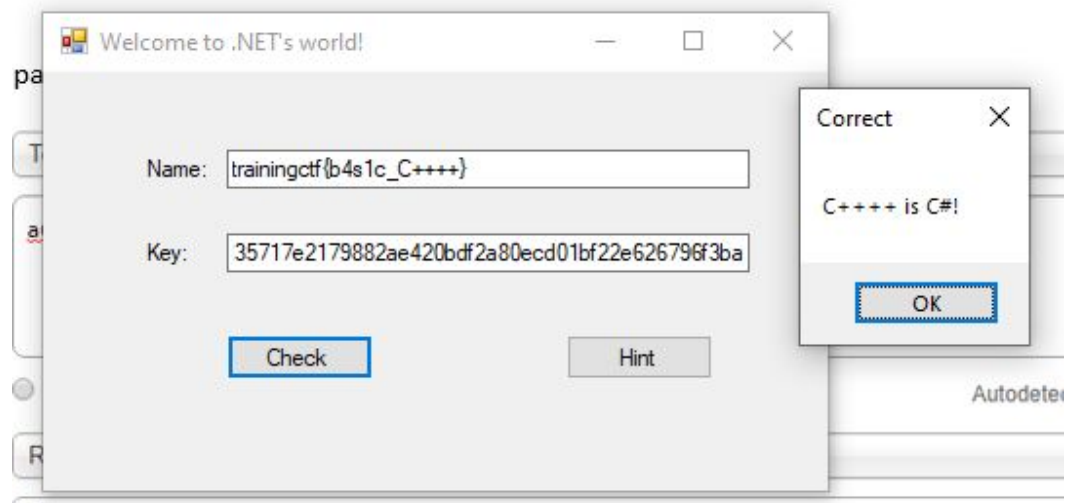 Welcome to .NET's world!
pa
Correct
Name: trainingctf{b4s1c_C++++}
C++++ is C#!
Key: 35717e2179882ae420bdf2a80ecd01bf22e626796f3ba
OK
Check Hint
Autodete
R